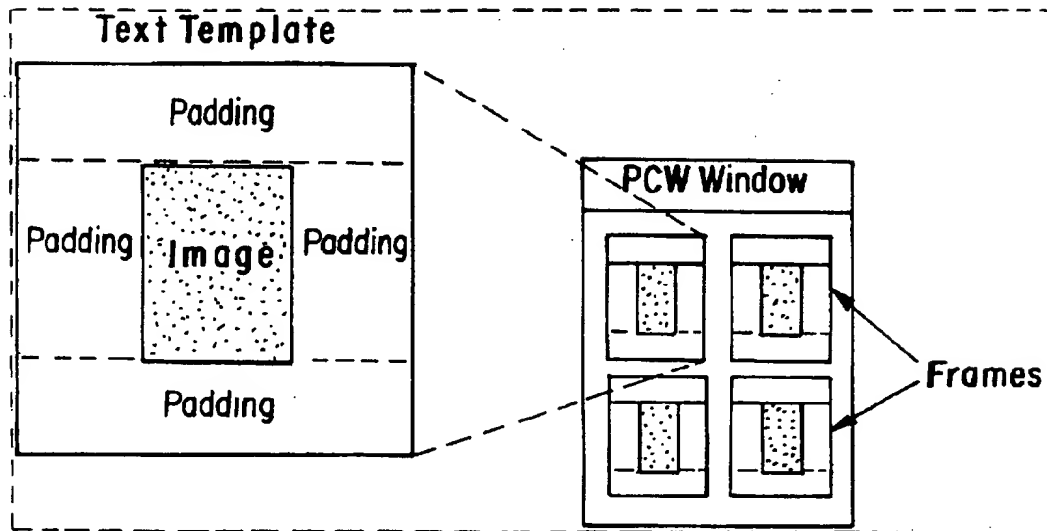 Text Template
Padding
Padding
Image
Padding
Padding
PCW Window
Frames